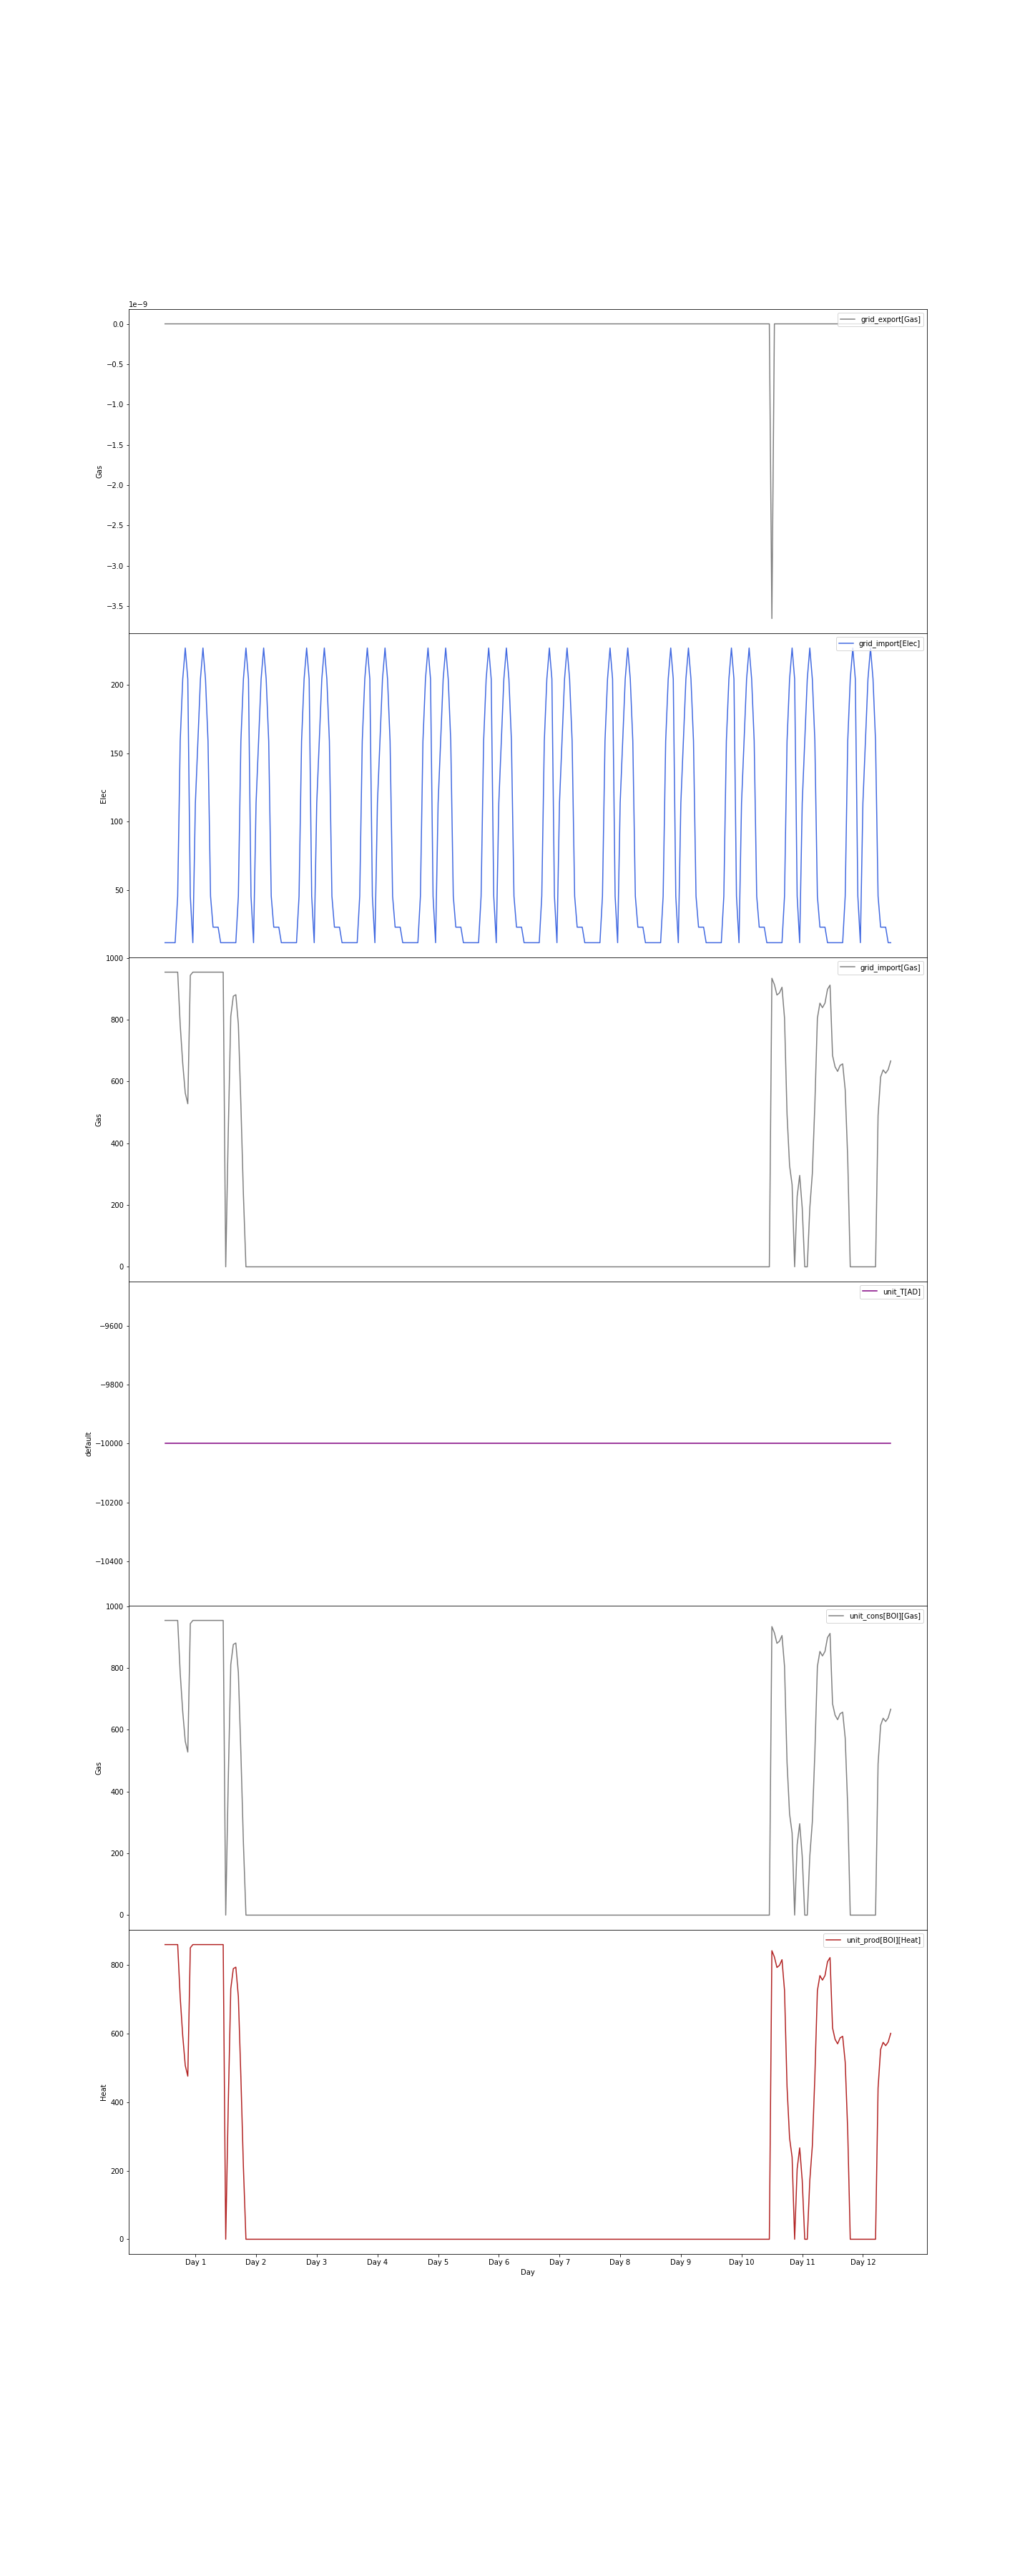 1e−9
grid_export[Gas]
0.0
−0.5
−1.0
−1.5
−2.0
−2.5
−3.0
−3.5
Gas
grid_import[Elec]
200
150
100
50
Elec
grid_import[Gas]
1000
800
600
400
200
0
Gas
unit_T[AD]
−9600
−9800
−10000
−10200
−10400
default
unit_cons[BOI][Gas]
1000
800
600
400
200
0
Gas
unit_prod[BOI][Heat]
800
600
400
200
0
Heat
Day 1 Day 2 Day 3 Day 4 Day 5 Day 6 Day 7 Day 8 Day 9 Day 10 Day 11 Day 12
Day